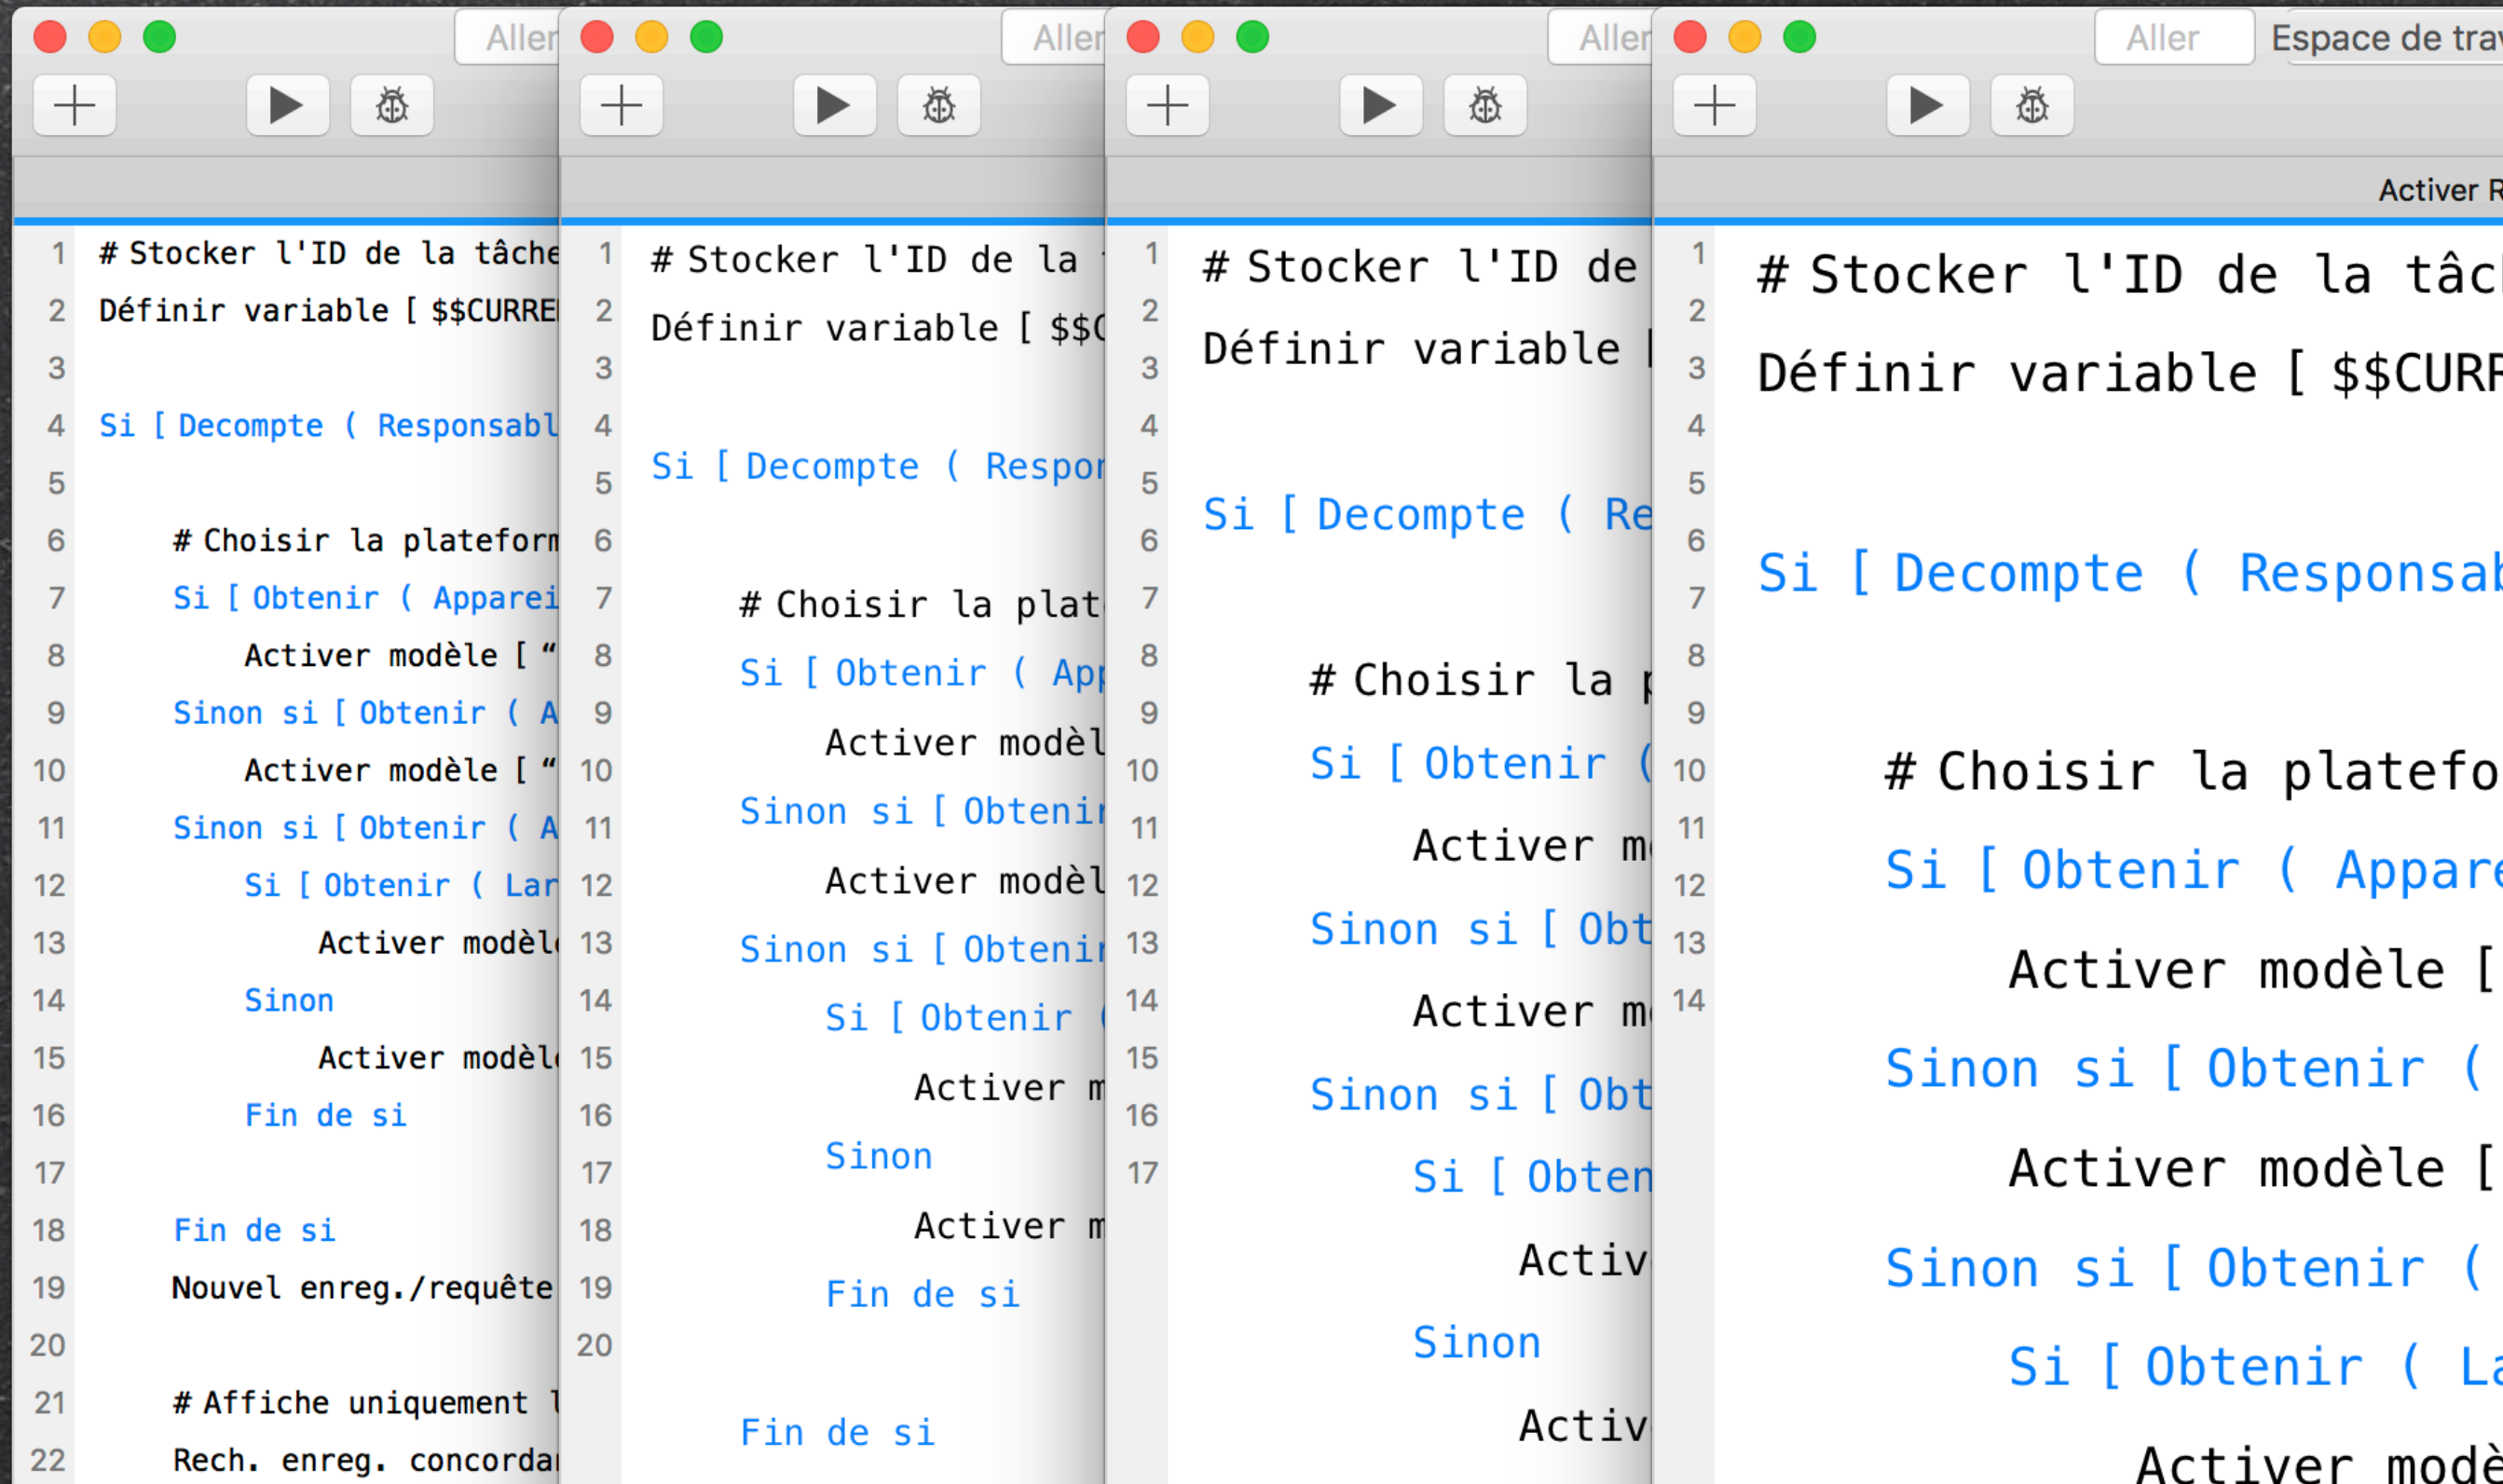 Aller
1 # Stocker l'ID de la tâche
2 Définir variable [ $$CURRE
3
4 Si [ Decompte ( Responsabl
5
6 # Choisir la plateform
7 Si [ Obtenir ( Apparei
8 Activer modèle [ “
9 Sinon si [ Obtenir ( A
10 Activer modèle [ “
11 Sinon si [ Obtenir ( A
12 Si [ Obtenir ( Lar
13 Activer modèle
14 Sinon
15 Activer modèle
16 Fin de si
17
18 Fin de si
19 Nouvel enreg./requête
20
21 # Affiche uniquement l
22 Rech. enreg. concordan
Aller
1 # Stocker l'ID de la
2 Définir variable [ $$C
3
4 Si [ Decompte ( Respon
5
6
7 # Choisir la plat
8 Si [ Obtenir ( App
9 Activer modèl
10
11 Sinon si [ Obtenir
12 Activer modèl
13 Sinon si [ Obtenir
14 Si [ Obtenir (
15 Activer m
16
17 Sinon
18 Activer m
19 Fin de si
20
Fin de si
Aller
1 # Stocker l'ID de
2 Définir variable [
3
4
5 Si [ Decompte ( Re
6
7
8 # Choisir la p
9
10 Si [ Obtenir (
11 Activer mo
12
13 Sinon si [ Obt
14 Activer mo
15
16 Sinon si [ Obt
17 Si [ Obten
Activ
Sinon
Activ
Aller Espace de trav
Activer R
1 # Stocker l'ID de la tâch
2
3 Définir variable [ $$CURR
4
5
6
7 Si [ Decompte ( Responsab
8
9
10 # Choisir la platefo
11
12 Si [ Obtenir ( Appare
13 Activer modèle [
14
Sinon si [ Obtenir (
Activer modèle [
Sinon si [ Obtenir (
Si [ Obtenir ( La
Activer modè